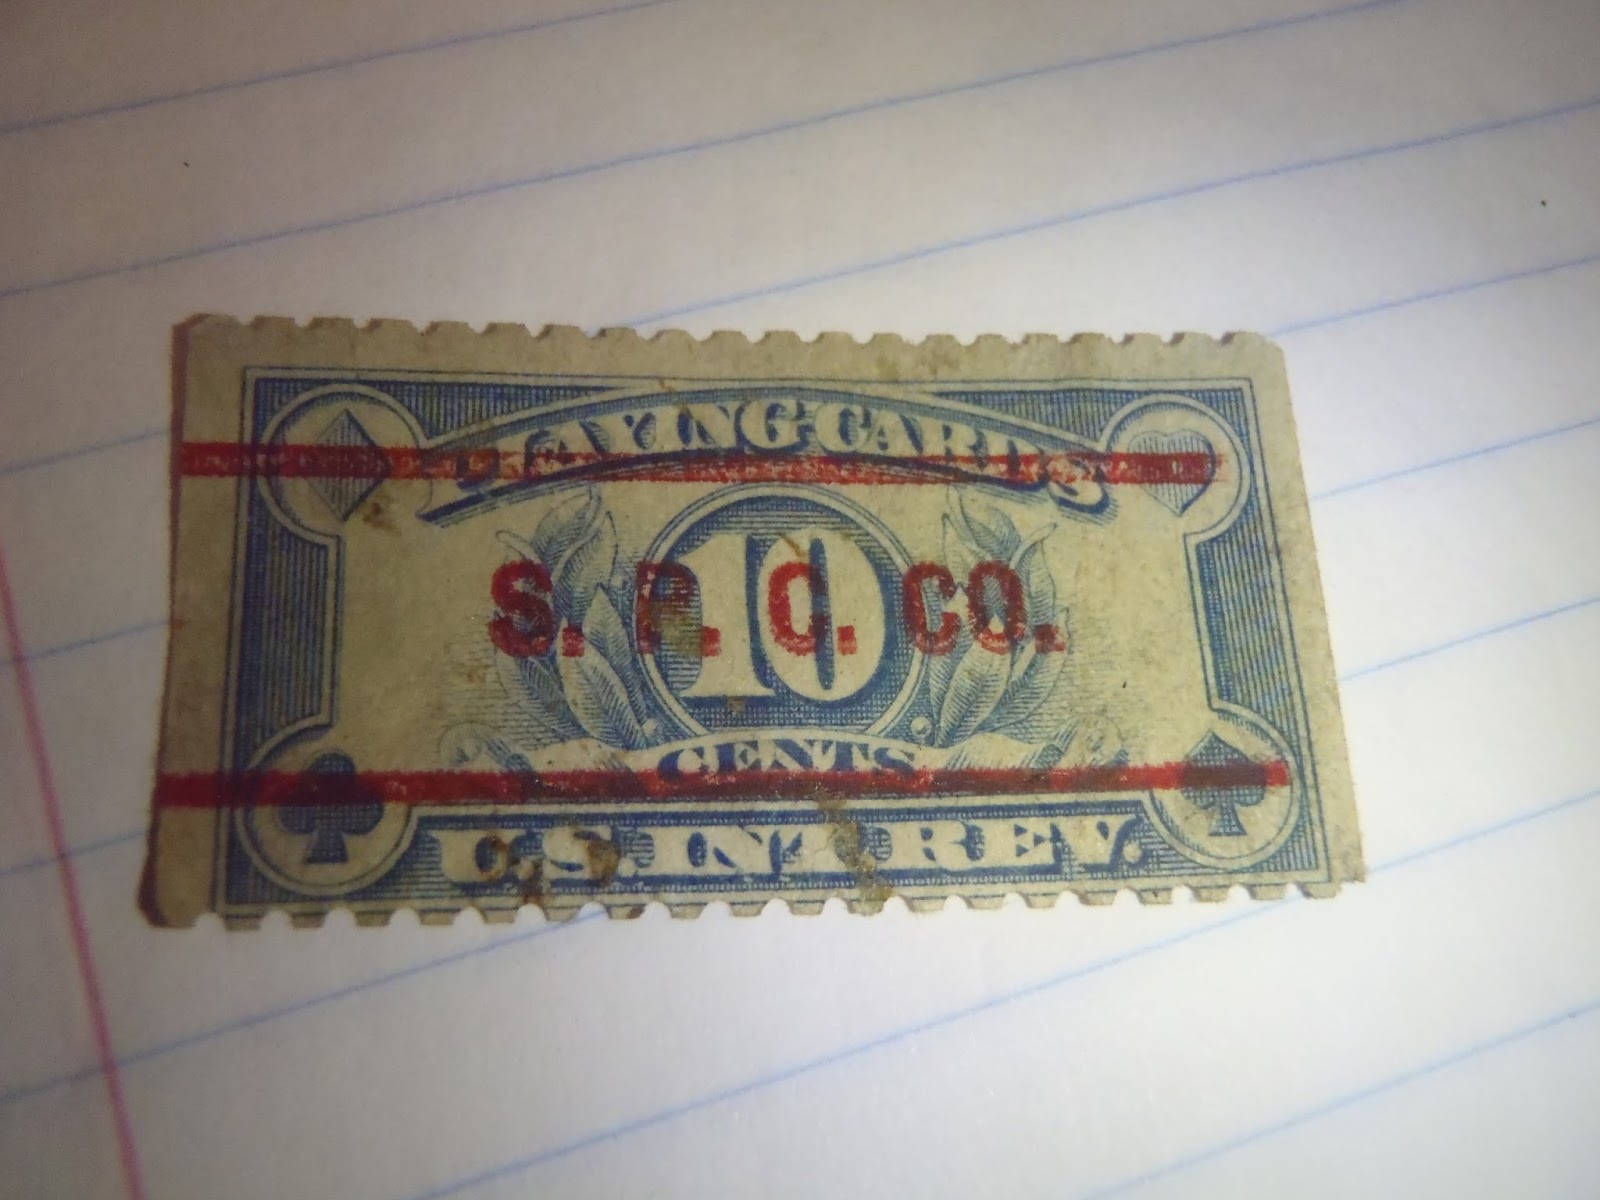 PLAYING CARDS
10
S. P. C. CO.
CENTS
U.S. INT. REV.